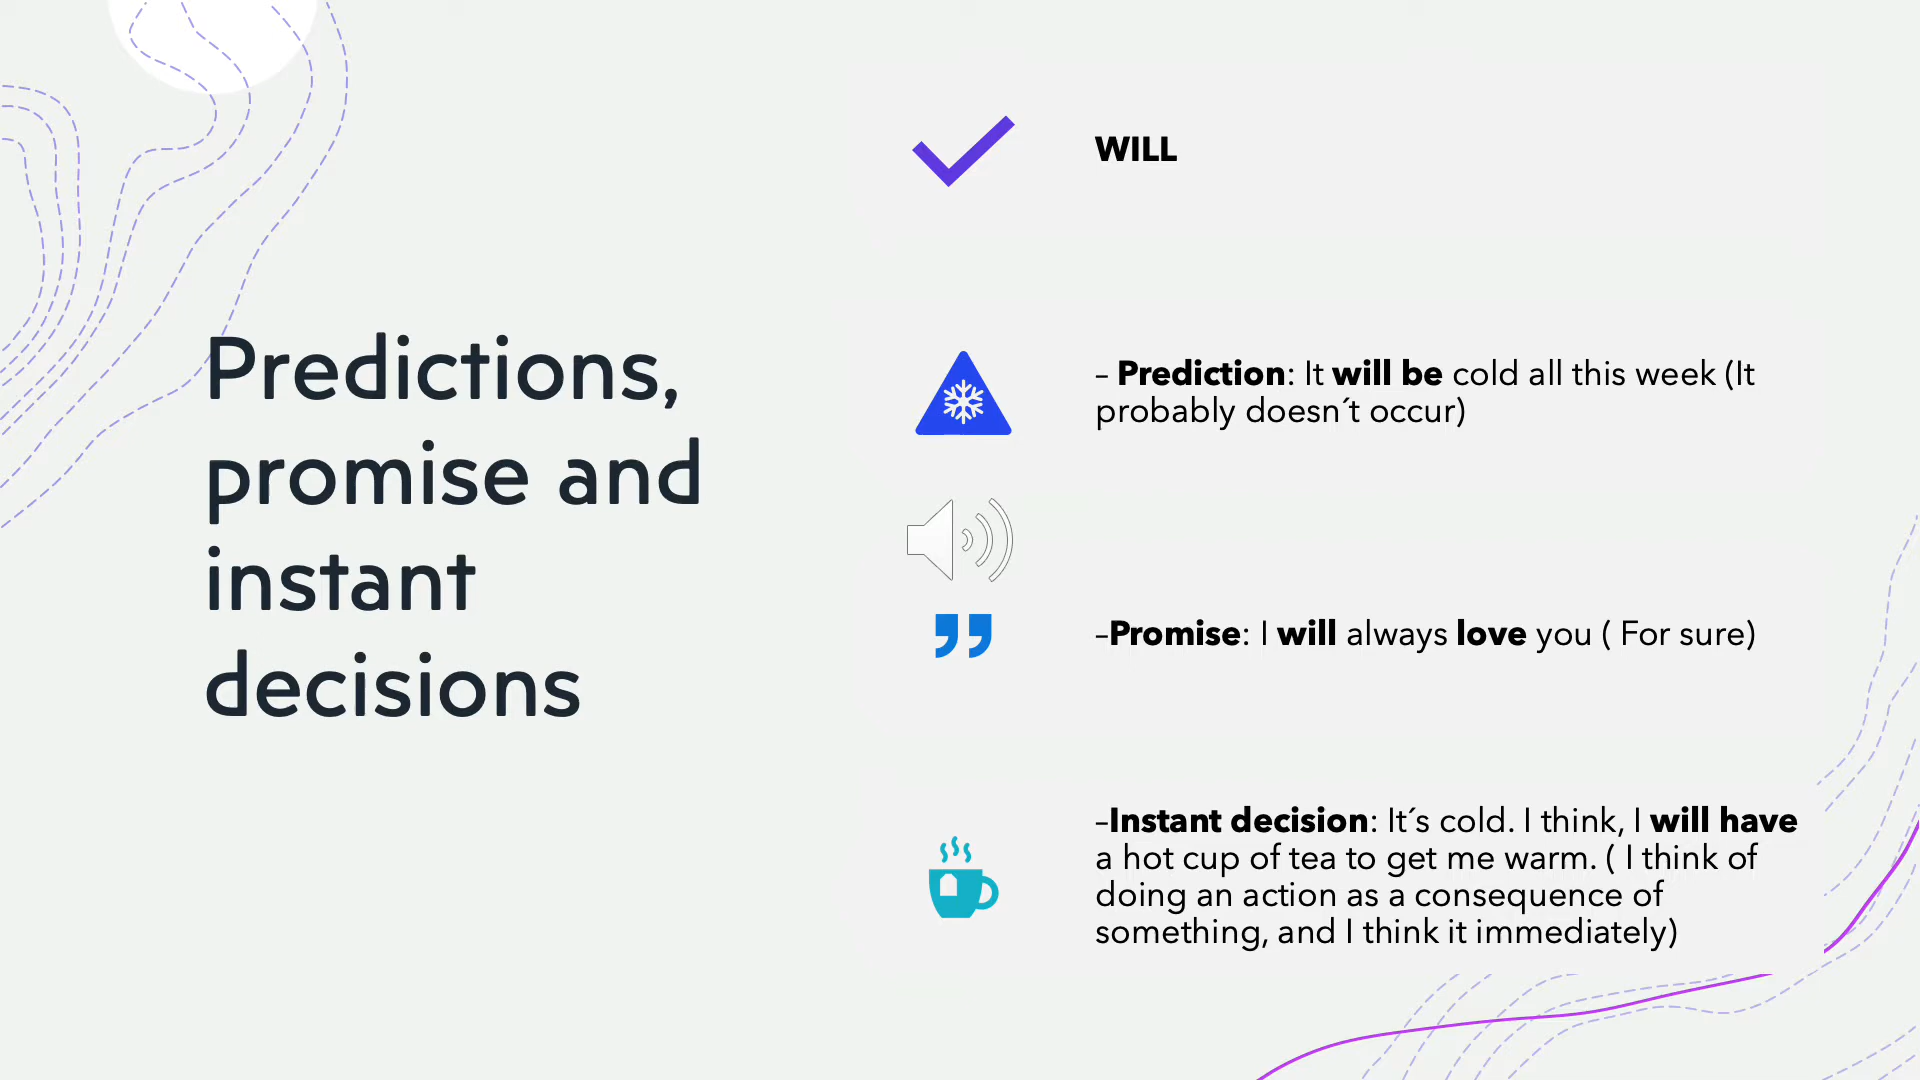 Predictions,
promise and
instant
decisions
WILL
– Prediction: It will be cold all this week (It
probably doesn´t occur)
–Promise: I will always love you ( For sure)
–Instant decision: It´s cold. I think, I will have
a hot cup of tea to get me warm. ( I think of
doing an action as a consequence of
something, and I think it immediately)